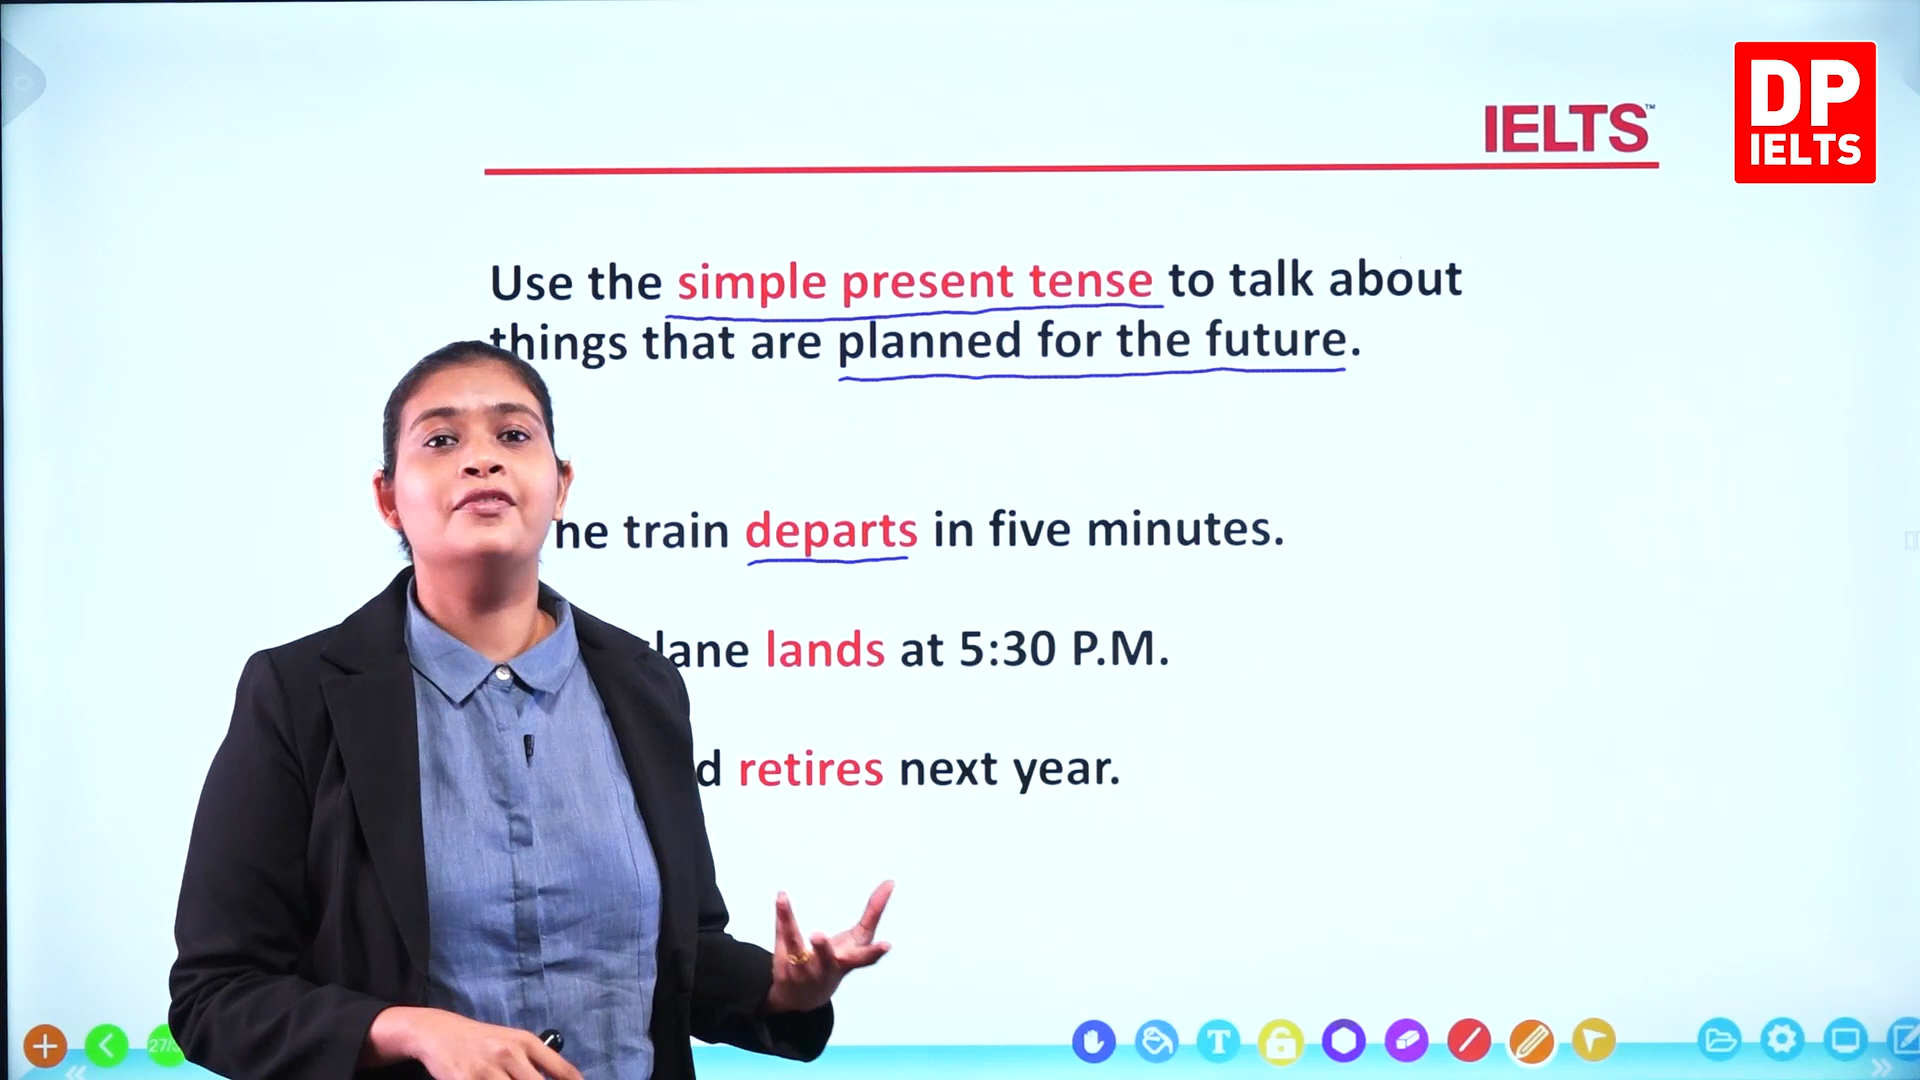 DP
IELTS
IELTS™
Use the simple present tense to talk about
things that are planned for the future.
he train departs in five minutes.
lane lands at 5:30 P.M.
d retires next year.
T